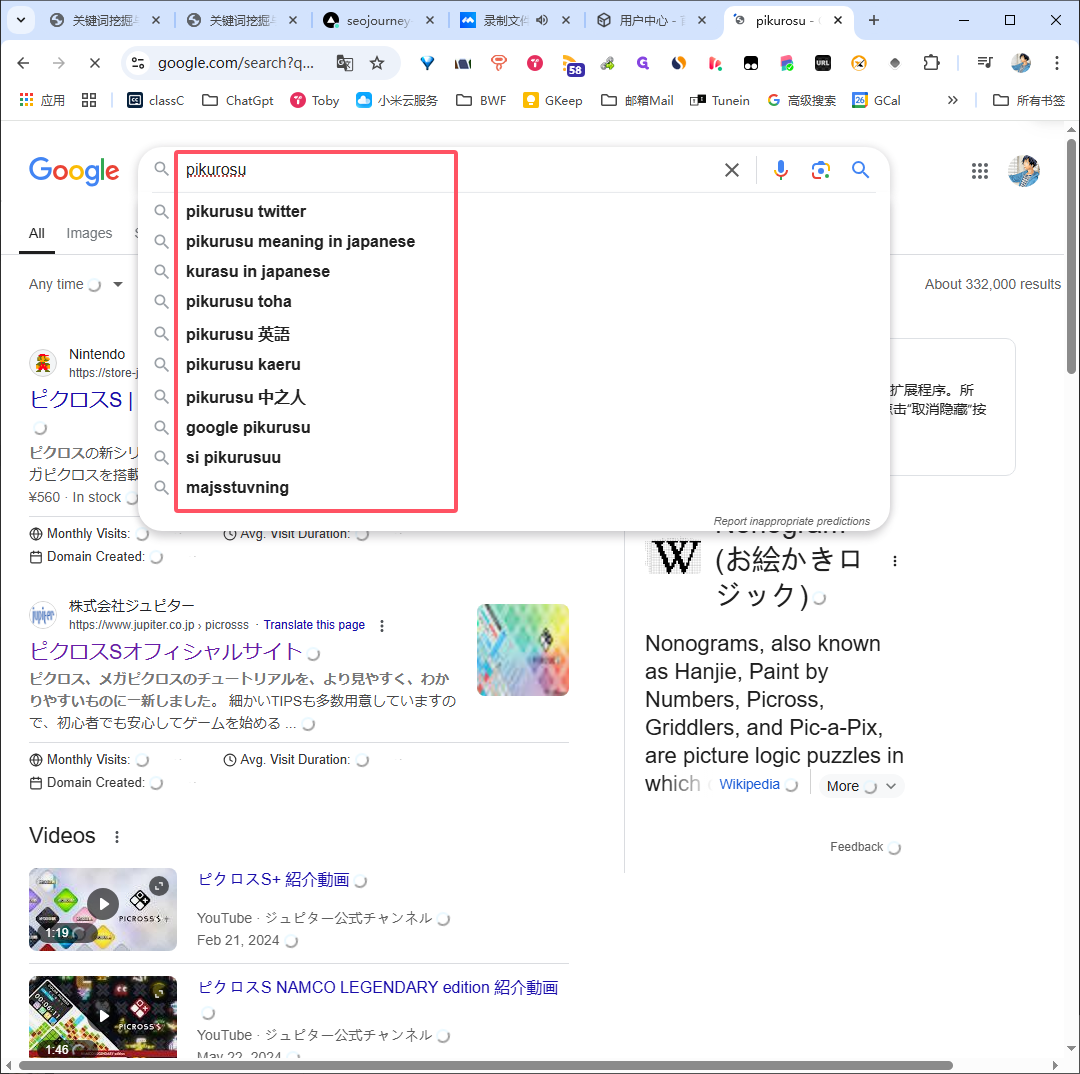 关键词挖掘
关键词挖掘
seojourney
录制文件
用户中心 -
pikurosu -
google.com/search?q...
58
URL
应用
classC
ChatGpt
Toby
小米云服务
BWF
GKeep
邮箱Mail
Tunein
高级搜索
26
GCal
所有书签
Google
pikurosu
pikurusu twitter
pikurusu meaning in japanese
kurasu in japanese
pikurusu toha
pikurusu 英語
pikurusu kaeru
pikurusu 中之人
google pikurusu
si pikurusuu
majsstuvning
Report inappropriate predictions
All
Images
Any time
About 332,000 results
Nintendo
https://store-j
ピクロスS |
ピクロスの新シリ
ガピクロスを搭載
¥560 · In stock
Monthly Visits:
Avg. Visit Duration:
Domain Created:
扩展程序。所
点击"取消隐藏"按
株式会社ジュピター
jupiter
https://www.jupiter.co.jp › picrosss · Translate this page
ピクロスSオフィシャルサイト
ピクロス、メガピクロスのチュートリアルを、より見やすく、わか
りやすいものに一新しました。 細かいTIPSも多数用意していますの
で、初心者でも安心してゲームを始める ...
Monthly Visits:
Avg. Visit Duration:
Domain Created:
W
Nonogram
(お絵かきロ
ジック)
Nonograms, also known
as Hanjie, Paint by
Numbers, Picross,
Griddlers, and Pic-a-Pix,
are picture logic puzzles in
which
Wikipedia
More
Feedback
Videos
PICROSS S +
1:19
ピクロスS+ 紹介動画
YouTube · ジュピター公式チャンネル
Feb 21, 2024
00:06:11
PICROSS S
1:46
ピクロスS NAMCO LEGENDARY edition 紹介動画
YouTube · ジュピター公式チャンネル
May 22, 2024